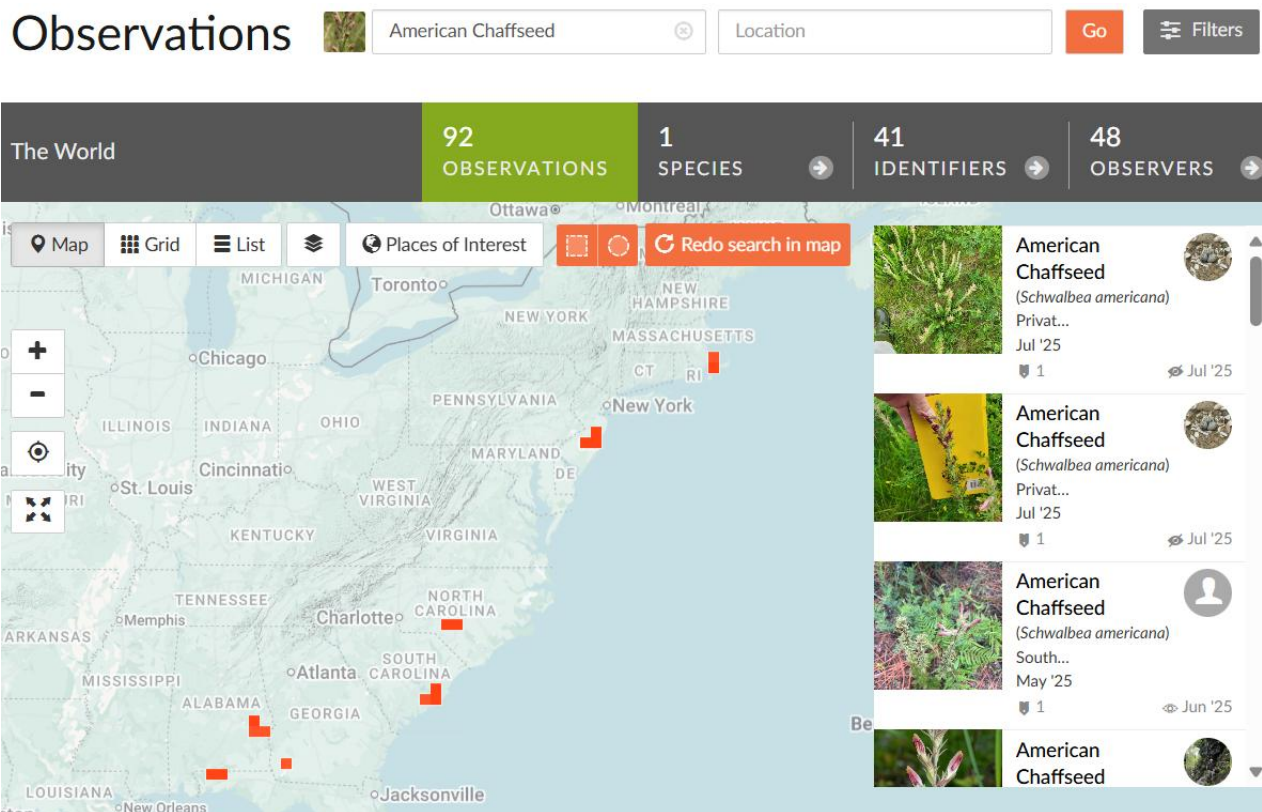 Observations
American Chaffseed
Location
Go
Filters
The World
92
OBSERVATIONS
1
SPECIES
41
IDENTIFIERS
48
OBSERVERS
Map
Grid
List
Places of Interest
Redo search in map
Ottawa
Montreal
MICHIGAN
Toronto
NEW
HAMPSHIRE
NEW YORK
MASSACHUSETTS
Chicago
CT
RI
PENNSYLVANIA
New York
ILLINOIS
INDIANA
OHIO
MARYLAND
DE
Cincinnati
St. Louis
WEST
VIRGINIA
KENTUCKY
VIRGINIA
TENNESSEE
NORTH
CAROLINA
Memphis
Charlotte
ARKANSAS
SOUTH
CAROLINA
Atlanta
MISSISSIPPI
ALABAMA
GEORGIA
LOUISIANA
New Orleans
Jacksonville
American
Chaffseed
(Schwalbea americana)
Privat...
Jul '25
1
Jul '25
American
Chaffseed
(Schwalbea americana)
Privat...
Jul '25
1
Jul '25
American
Chaffseed
(Schwalbea americana)
South...
May '25
1
Jun '25
American
Chaffseed